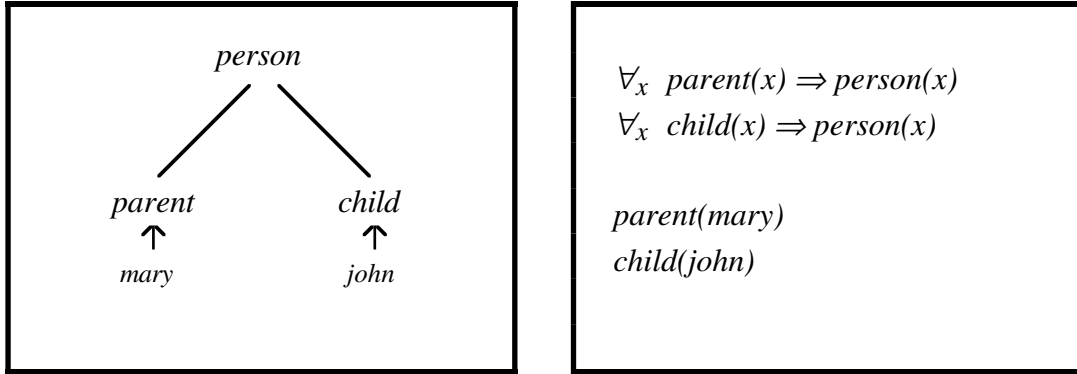 person
parent child
mary john
∀x parent(x) ⇒ person(x)
∀x child(x) ⇒ person(x)
parent(mary)
child(john)